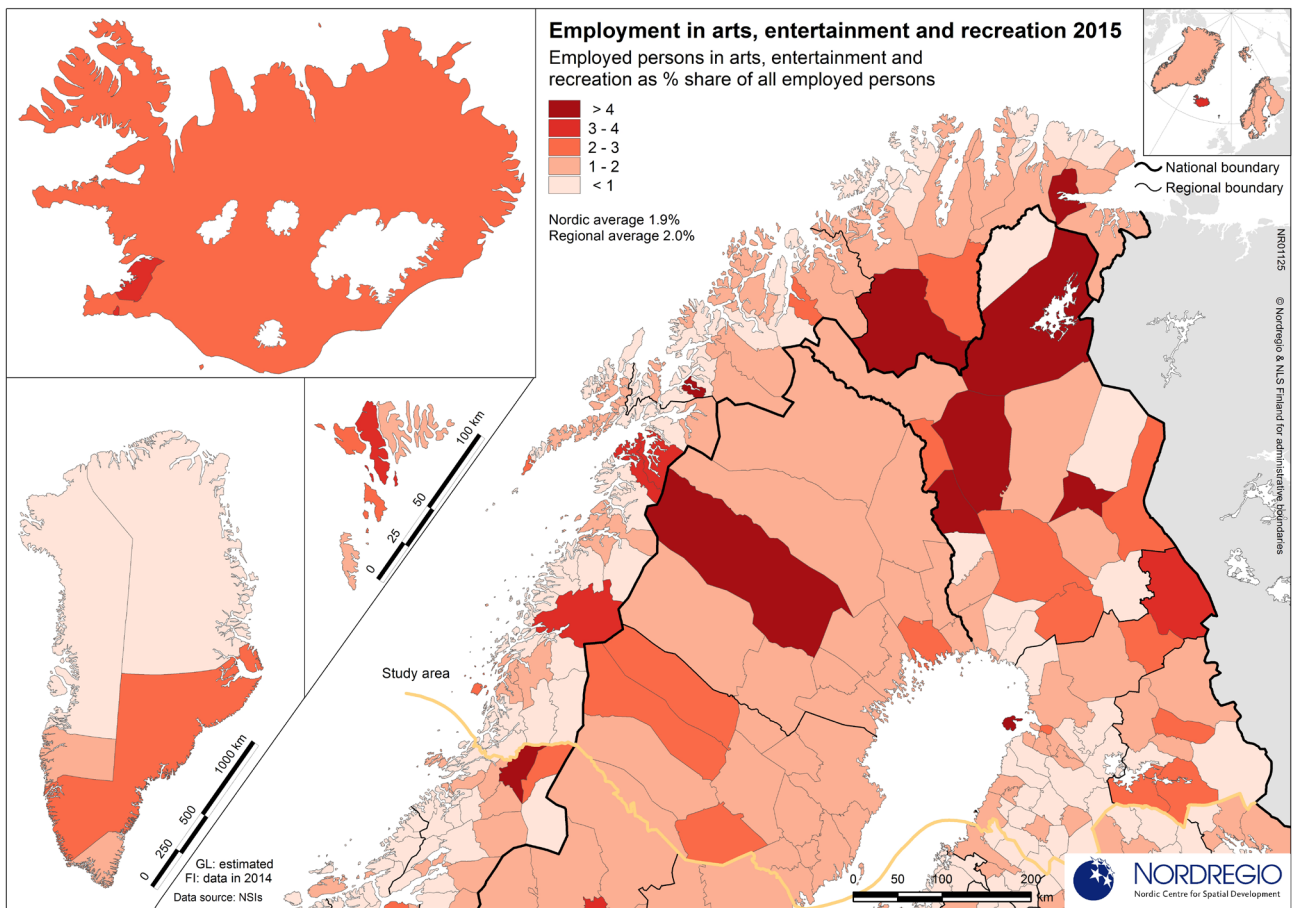 Employment in arts, entertainment and recreation 2015
Employed persons in arts, entertainment and
recreation as % share of all employed persons
> 4
3 - 4
2 - 3
1 - 2
< 1
Nordic average 1.9%
Regional average 2.0%
National boundary
Regional boundary
NR01125
© Nordregio & NLS Finland for administrative boundaries
100 km
50
25
0
Study area
1000 km
500
250
0
GL: estimated
FI: data in 2014
Data source: NSIs
0
50
100
200
km
NORDREGIO
Nordic Centre for Spatial Development